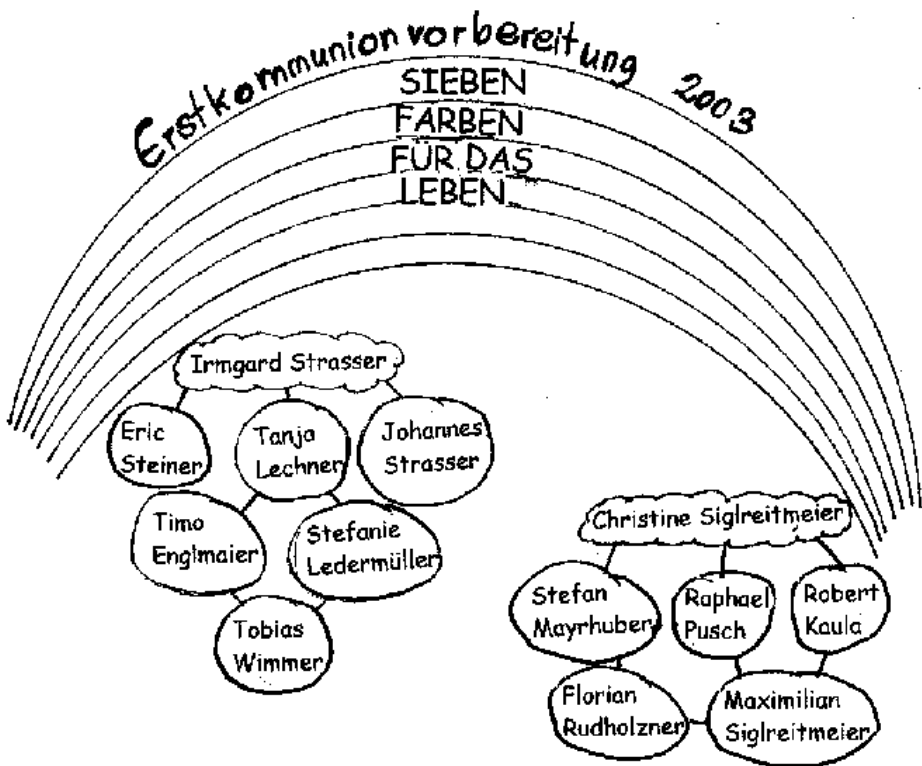 Erstkommunionvorbereitung 2003
SIEBEN
FARBEN
FÜR DAS
LEBEN
Irmgard Strasser
Eric
Steiner
Tanja
Lechner
Johannes
Strasser
Timo
Englmaier
Stefanie
Ledermüller
Tobias
Wimmer
Christine Siglreitmeier
Stefan
Mayrhuber
Raphael
Pusch
Robert
Kaula
Florian
Rudholzner
Maximilian
Siglreitmeier